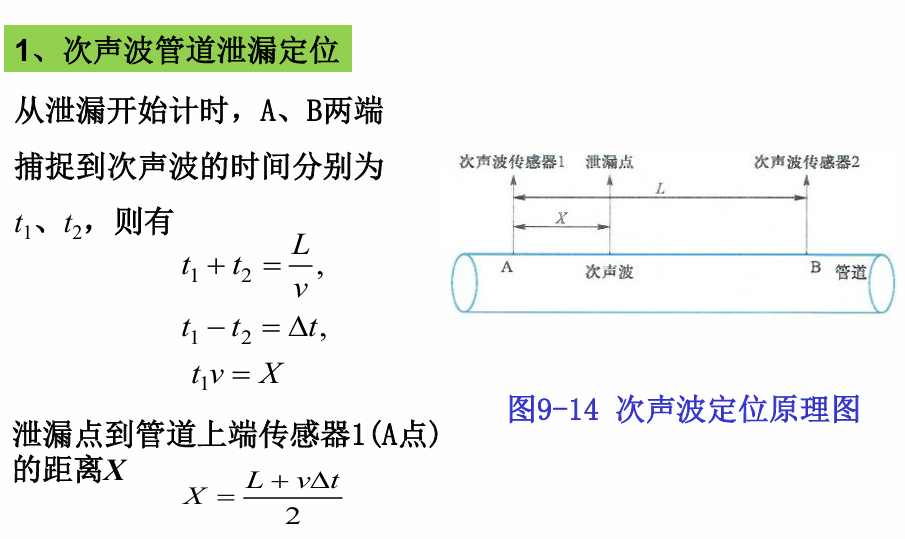 1、次声波管道泄漏定位
从泄漏开始计时，A、B两端
捕捉到次声波的时间分别为
t₁、t₂，则有
t₁ + t₂ = L/v,
t₁ − t₂ = Δt,
t₁v = X
泄漏点到管道上端传感器1(A点)
的距离X
X = (L + vΔt)/2
次声波传感器1 泄漏点 次声波传感器2
L
X
A 次声波 B 管道
图9-14 次声波定位原理图